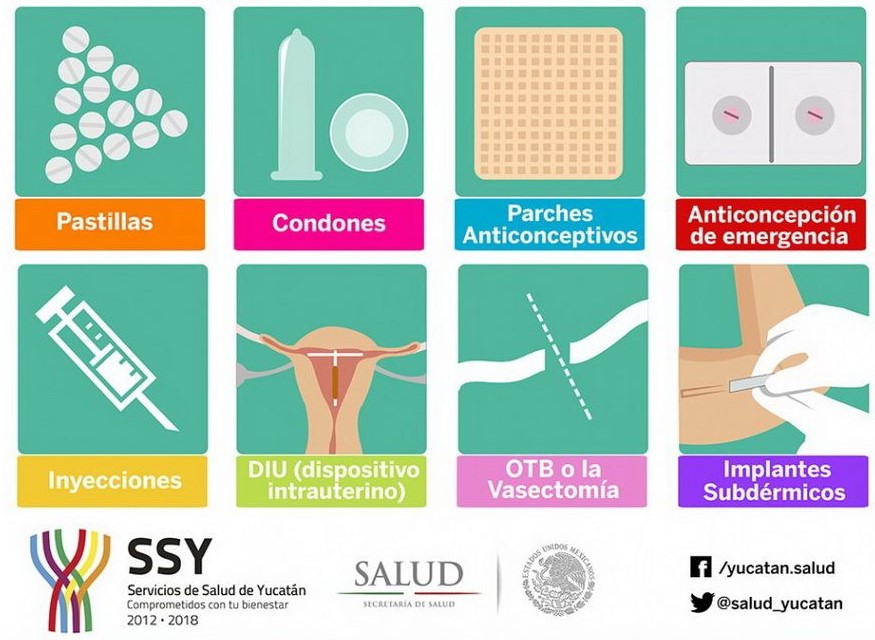 Pastillas
Condones
Parches
Anticonceptivos
Anticoncepción
de emergencia
Inyecciones
DIU (dispositivo
intrauterino)
OTB o la
Vasectomía
Implantes
Subdérmicos
SSY
Servicios de Salud de Yucatán
Comprometidos con tu bienestar
2012 • 2018
SALUD
SECRETARÍA DE SALUD
ESTADOS UNIDOS MEXICANOS
/yucatan.salud
@salud_yucatan